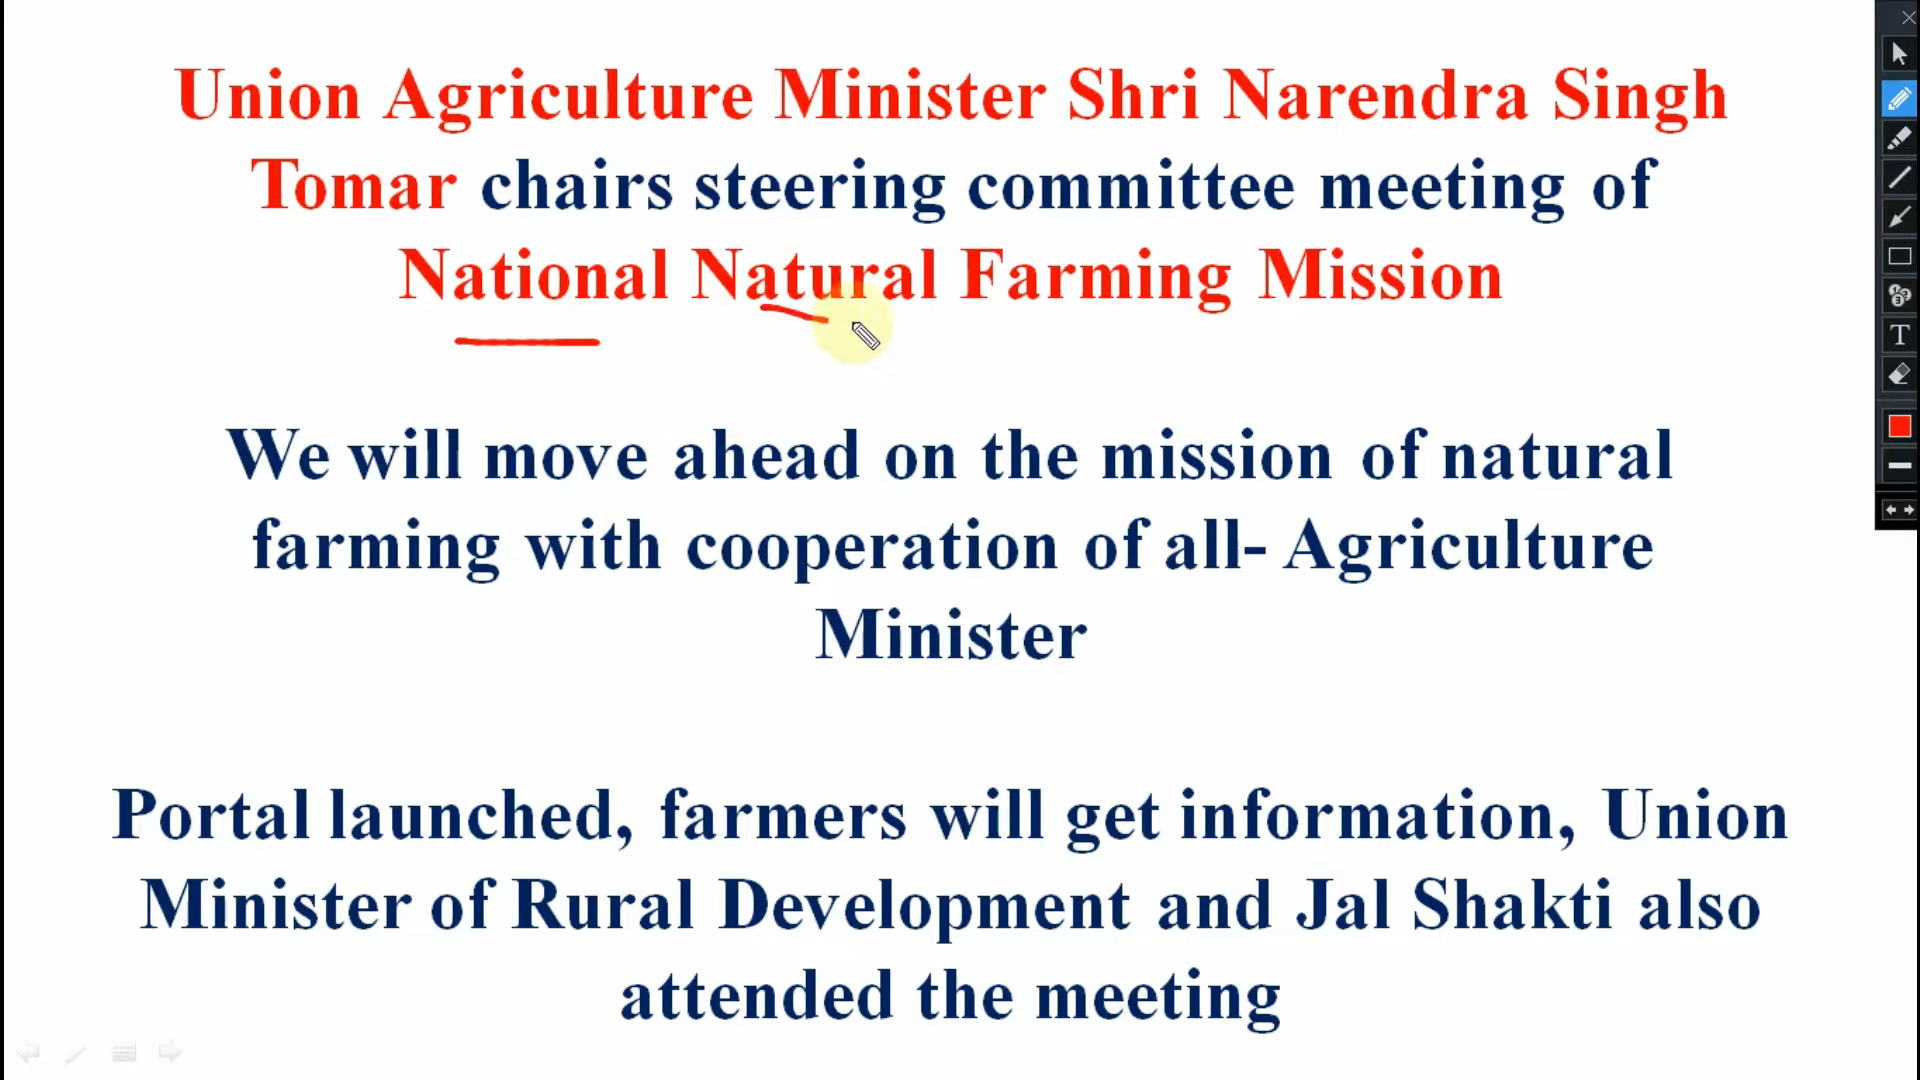 Union Agriculture Minister Shri Narendra Singh
Tomar chairs steering committee meeting of
National Natural Farming Mission
We will move ahead on the mission of natural
farming with cooperation of all- Agriculture
Minister
Portal launched, farmers will get information, Union
Minister of Rural Development and Jal Shakti also
attended the meeting